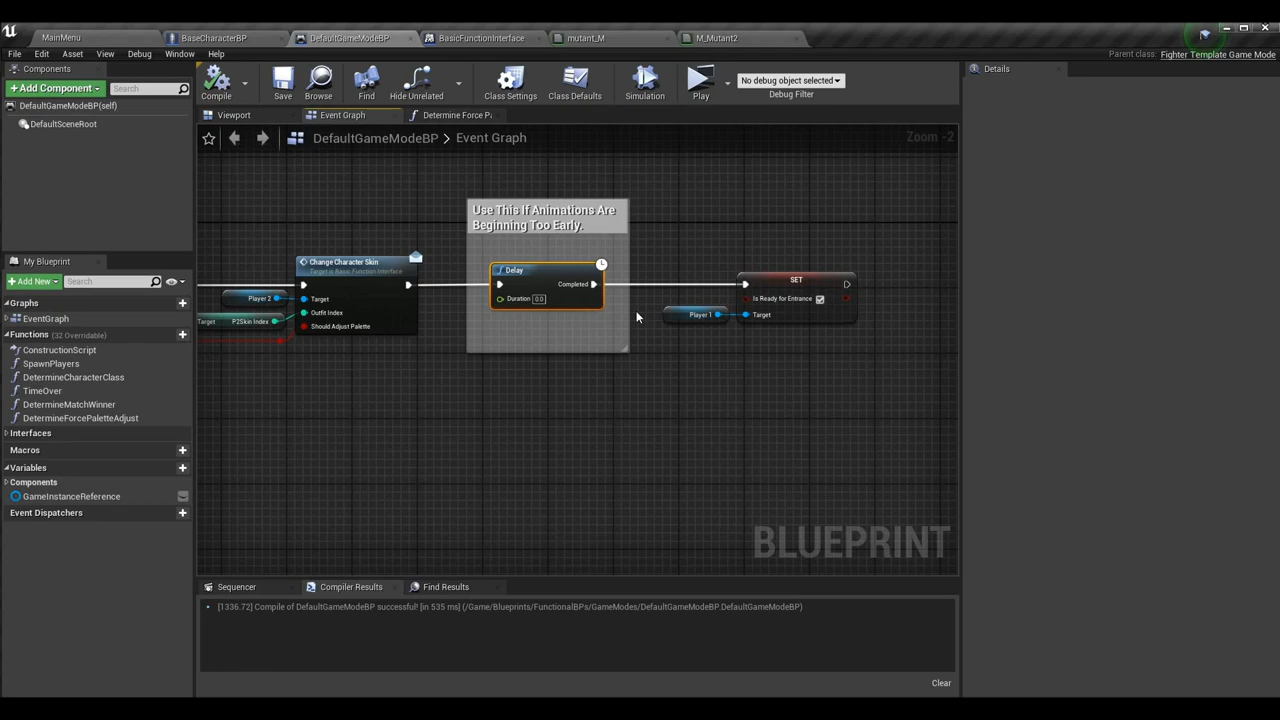 MainMenu
BaseCharacterBP
DefaultGameModeBP
BasicFunctionInterface
mutant_M
M_Mutant2
File Edit Asset View Debug Window Help
Parent class: Fighter Template Game Mode
Components
+ Add Component
Search
DefaultGameModeBP(self)
DefaultSceneRoot
Compile
Save
Browse
Find
Hide Unrelated
Class Settings
Class Defaults
Simulation
Play
No debug object selected
Debug Filter
Details
Viewport
Event Graph
Determine Force P
DefaultGameModeBP > Event Graph
Zoom -2
Use This If Animations Are
Beginning Too Early.
Change Character Skin
Target is Basic Function Interface
Player 2
Target
Target P2Skin Index
Outfit Index
Should Adjust Palette
Delay
Completed
Duration 0.0
Player 1
SET
Is Ready for Entrance
Target
BLUEPRINT
My Blueprint
+ Add New
Search
Graphs
EventGraph
Functions (32 Overridable)
ConstructionScript
SpawnPlayers
DetermineCharacterClass
TimeOver
DetermineMatchWinner
DetermineForcePaletteAdjust
Interfaces
Macros
Variables
Components
GameInstanceReference
Event Dispatchers
Sequencer
Compiler Results
Find Results
[1336.72] Compile of DefaultGameModeBP successful! [in 535 ms] (/Game/Blueprints/FunctionalBPs/GameModes/DefaultGameModeBP.DefaultGameModeBP)
Clear